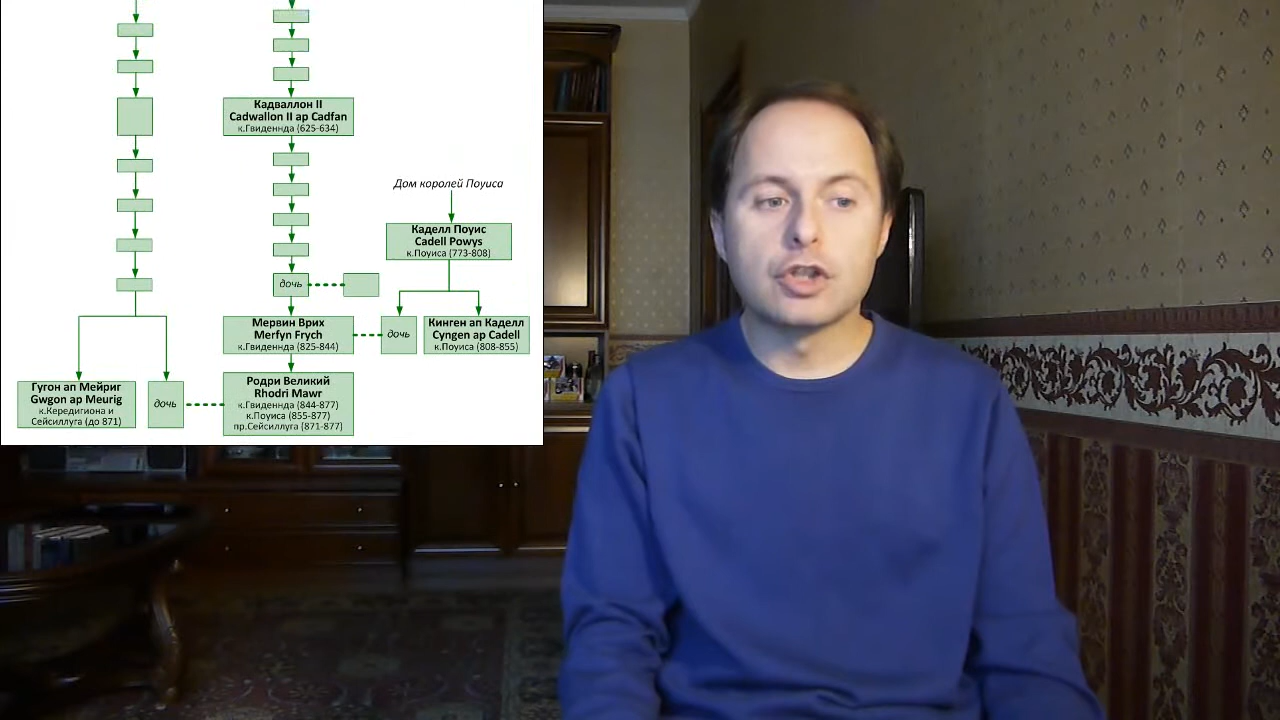 Кадваллон II
Cadwallon II ap Cadfan
к.Гвиденнда (625-634)
Дом королей Поуиса
Каделл Поуис
Cadell Powys
к.Поуиса (773-808)
дочь
Мервин Врих
Merfyn Frych
к.Гвиденнда (825-844)
дочь
Кинген ап Каделл
Cyngen ap Cadell
к.Поуиса (808-855)
Гугон ап Мейриг
Gwgon ap Meurig
к.Кередигиона и
Сейсиллуга (до 871)
дочь
Родри Великий
Rhodri Mawr
к.Гвиденнда (844-877)
к.Поуиса (855-877)
пр.Сейсиллуга (871-877)